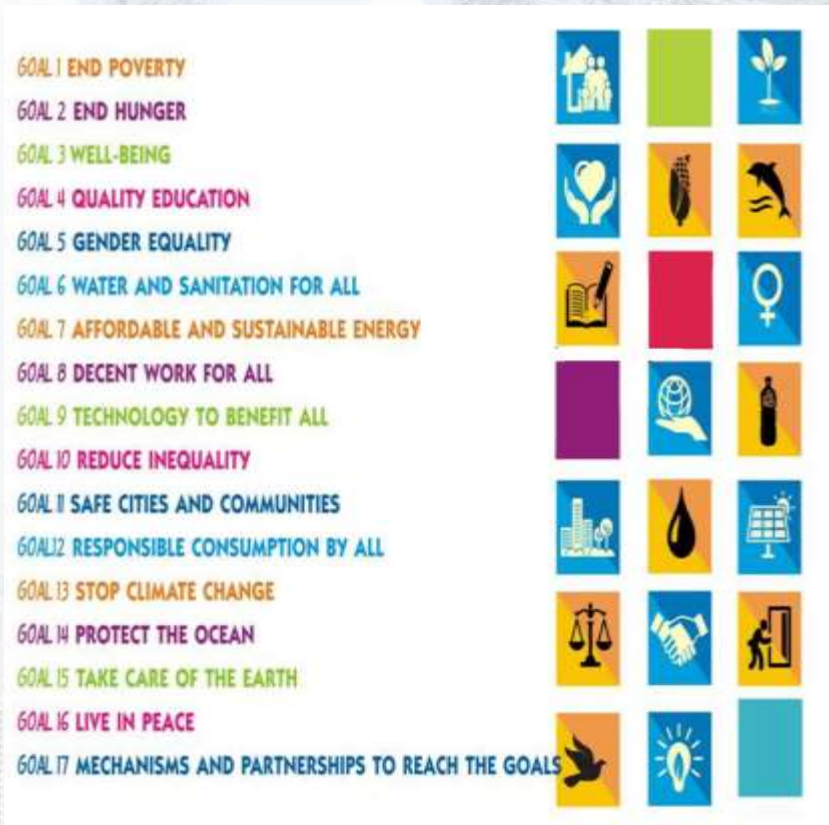 GOAL 1 END POVERTY
GOAL 2 END HUNGER
GOAL 3 WELL-BEING
GOAL 4 QUALITY EDUCATION
GOAL 5 GENDER EQUALITY
GOAL 6 WATER AND SANITATION FOR ALL
GOAL 7 AFFORDABLE AND SUSTAINABLE ENERGY
GOAL 8 DECENT WORK FOR ALL
GOAL 9 TECHNOLOGY TO BENEFIT ALL
GOAL 10 REDUCE INEQUALITY
GOAL 11 SAFE CITIES AND COMMUNITIES
GOAL12 RESPONSIBLE CONSUMPTION BY ALL
GOAL 13 STOP CLIMATE CHANGE
GOAL 14 PROTECT THE OCEAN
GOAL 15 TAKE CARE OF THE EARTH
GOAL 16 LIVE IN PEACE
GOAL 17 MECHANISMS AND PARTNERSHIPS TO REACH THE GOALS